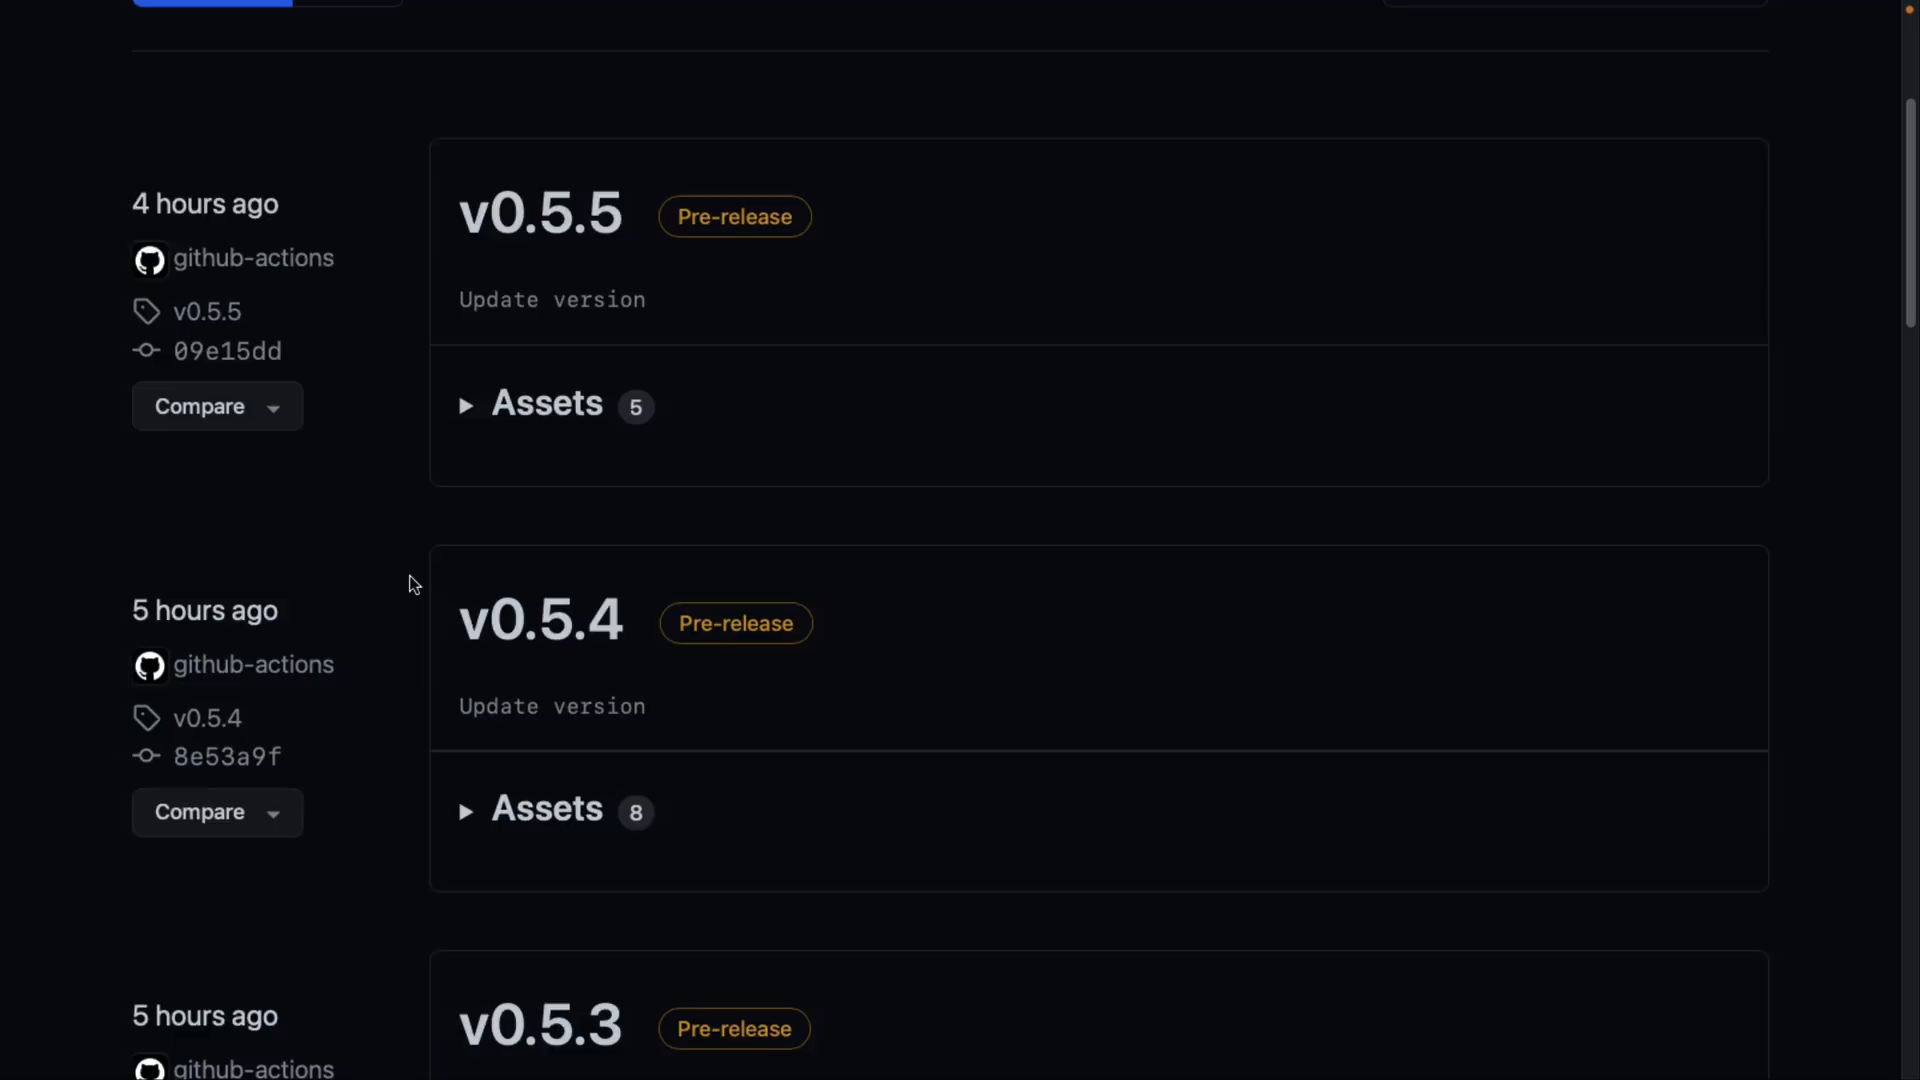 4 hours ago
github-actions
v0.5.5
09e15dd
Compare
v0.5.5 Pre-release
Update version
Assets 5
5 hours ago
github-actions
v0.5.4
8e53a9f
Compare
v0.5.4 Pre-release
Update version
Assets 8
5 hours ago
github-actions
v0.5.3 Pre-release